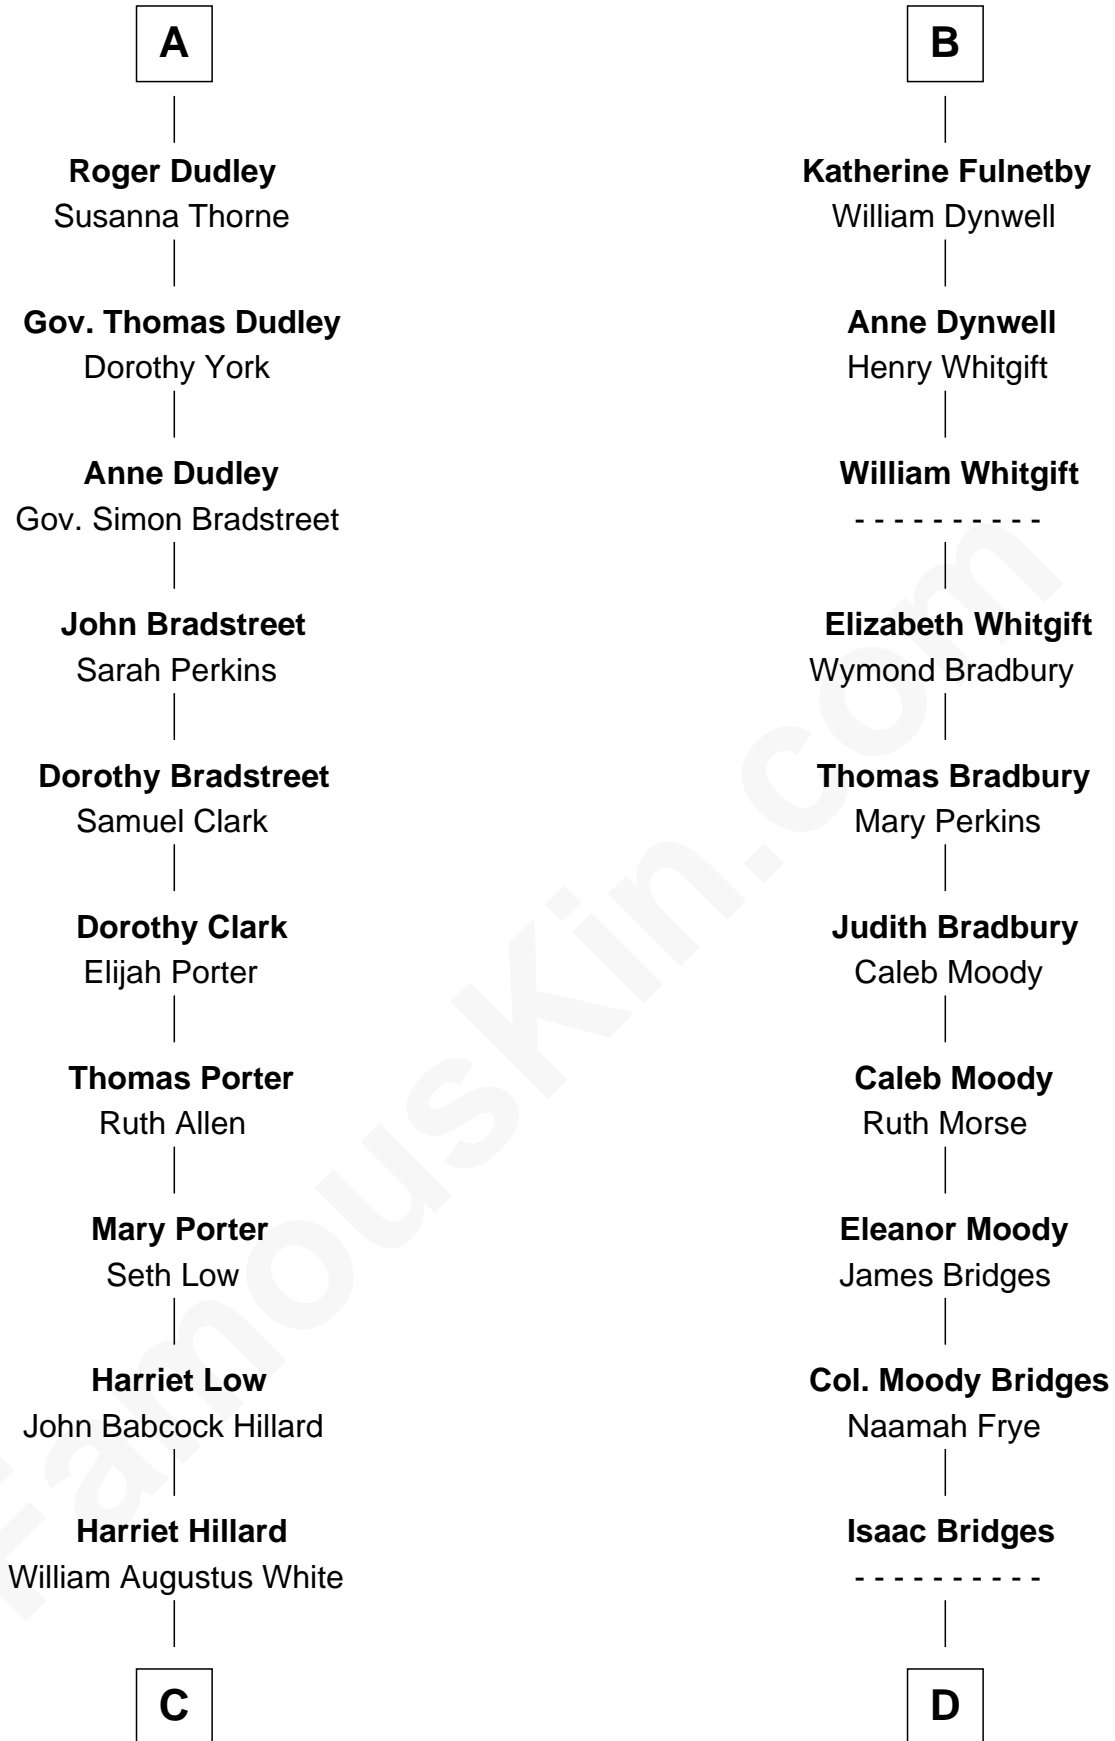 A
Roger Dudley
Susanna Thorne
Gov. Thomas Dudley
Dorothy York
Anne Dudley
Gov. Simon Bradstreet
John Bradstreet
Sarah Perkins
Dorothy Bradstreet
Samuel Clark
Dorothy Clark
Elijah Porter
Thomas Porter
Ruth Allen
Mary Porter
Seth Low
Harriet Low
John Babcock Hillard
Harriet Hillard
William Augustus White
C
B
Katherine Fulnetby
William Dynwell
Anne Dynwell
Henry Whitgift
William Whitgift
- - - - - - - - - -
Elizabeth Whitgift
Wymond Bradbury
Thomas Bradbury
Mary Perkins
Judith Bradbury
Caleb Moody
Caleb Moody
Ruth Morse
Eleanor Moody
James Bridges
Col. Moody Bridges
Naamah Frye
Isaac Bridges
- - - - - - - - - -
D
FamousKin.com